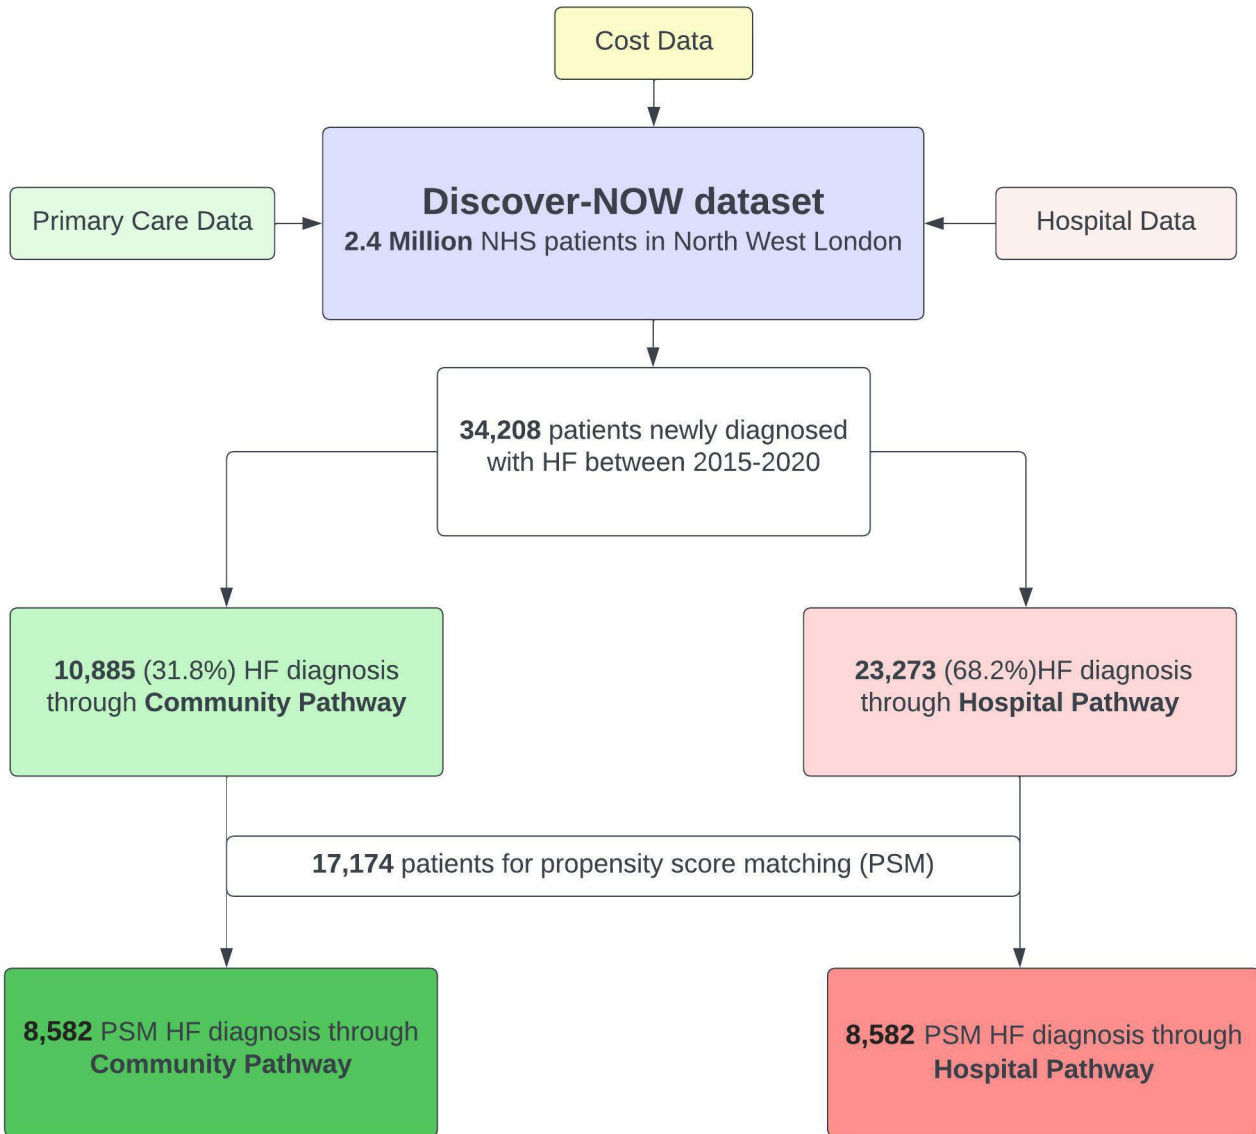 Cost Data
Primary Care Data
Discover-NOW dataset
2.4 Million NHS patients in North West London
Hospital Data
34,208 patients newly diagnosed
with HF between 2015-2020
10,885 (31.8%) HF diagnosis
through Community Pathway
23,273 (68.2%)HF diagnosis
through Hospital Pathway
17,174 patients for propensity score matching (PSM)
8,582 PSM HF diagnosis through
Community Pathway
8,582 PSM HF diagnosis through
Hospital Pathway